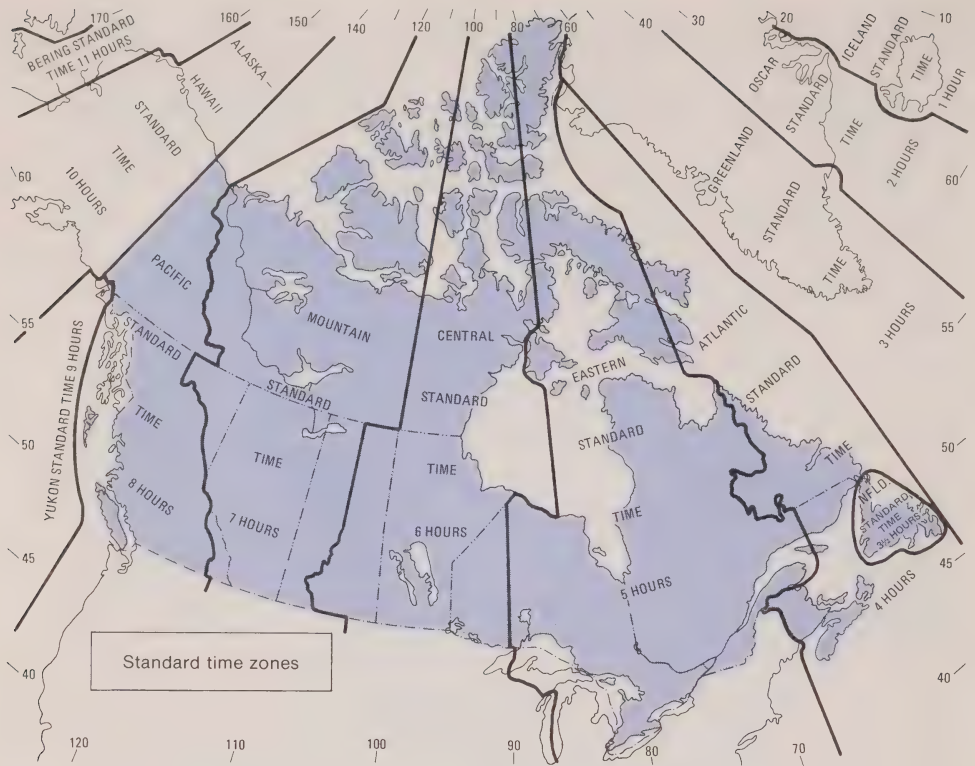 170
160
150
140
120
100
80
60
40
30
20
10
BERING STANDARD
TIME 11 HOURS
ALASKA-
HAWAII
STANDARD
TIME
10 HOURS
60
55
50
45
40
YUKON STANDARD TIME 9 HOURS
PACIFIC
STANDARD
TIME
8 HOURS
MOUNTAIN
STANDARD
TIME
7 HOURS
CENTRAL
STANDARD
TIME
6 HOURS
EASTERN
STANDARD
TIME
5 HOURS
ATLANTIC
STANDARD
TIME
4 HOURS
NFLD.
STANDARD
TIME
3½ HOURS
GREENLAND
STANDARD
TIME
3 HOURS
OSCAR
STANDARD
TIME
2 HOURS
ICELAND
STANDARD
TIME
1 HOUR
60
55
50
45
40
Standard time zones
120
110
100
90
80
70